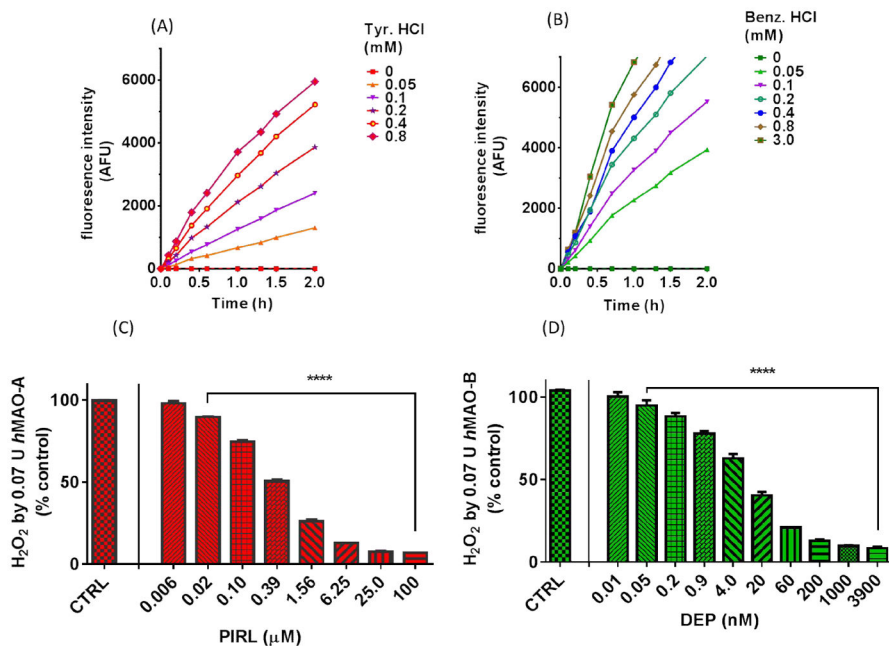 (A)
Tyr. HCl
(mM)
0
0.05
0.1
0.2
0.4
0.8
fluoresence intensity
(AFU)
6000
4000
2000
0
0.0 0.5 1.0 1.5 2.0
Time (h)
(B)
Benz. HCl
(mM)
0
0.05
0.1
0.2
0.4
0.8
3.0
fluoresence intensity
(AFU)
6000
4000
2000
0
0.0 0.5 1.0 1.5 2.0
Time (h)
(C)
H₂O₂ by 0.07 U hMAO-A
(% control)
100
50
0
****
CTRL 0.006 0.02 0.10 0.39 1.56 6.25 25.0 100
PIRL (μM)
(D)
H₂O₂ by 0.07 U hMAO-B
(% control)
100
50
0
****
CTRL 0.01 0.05 0.2 0.9 4.0 20 60 200 1000 3900
DEP (nM)